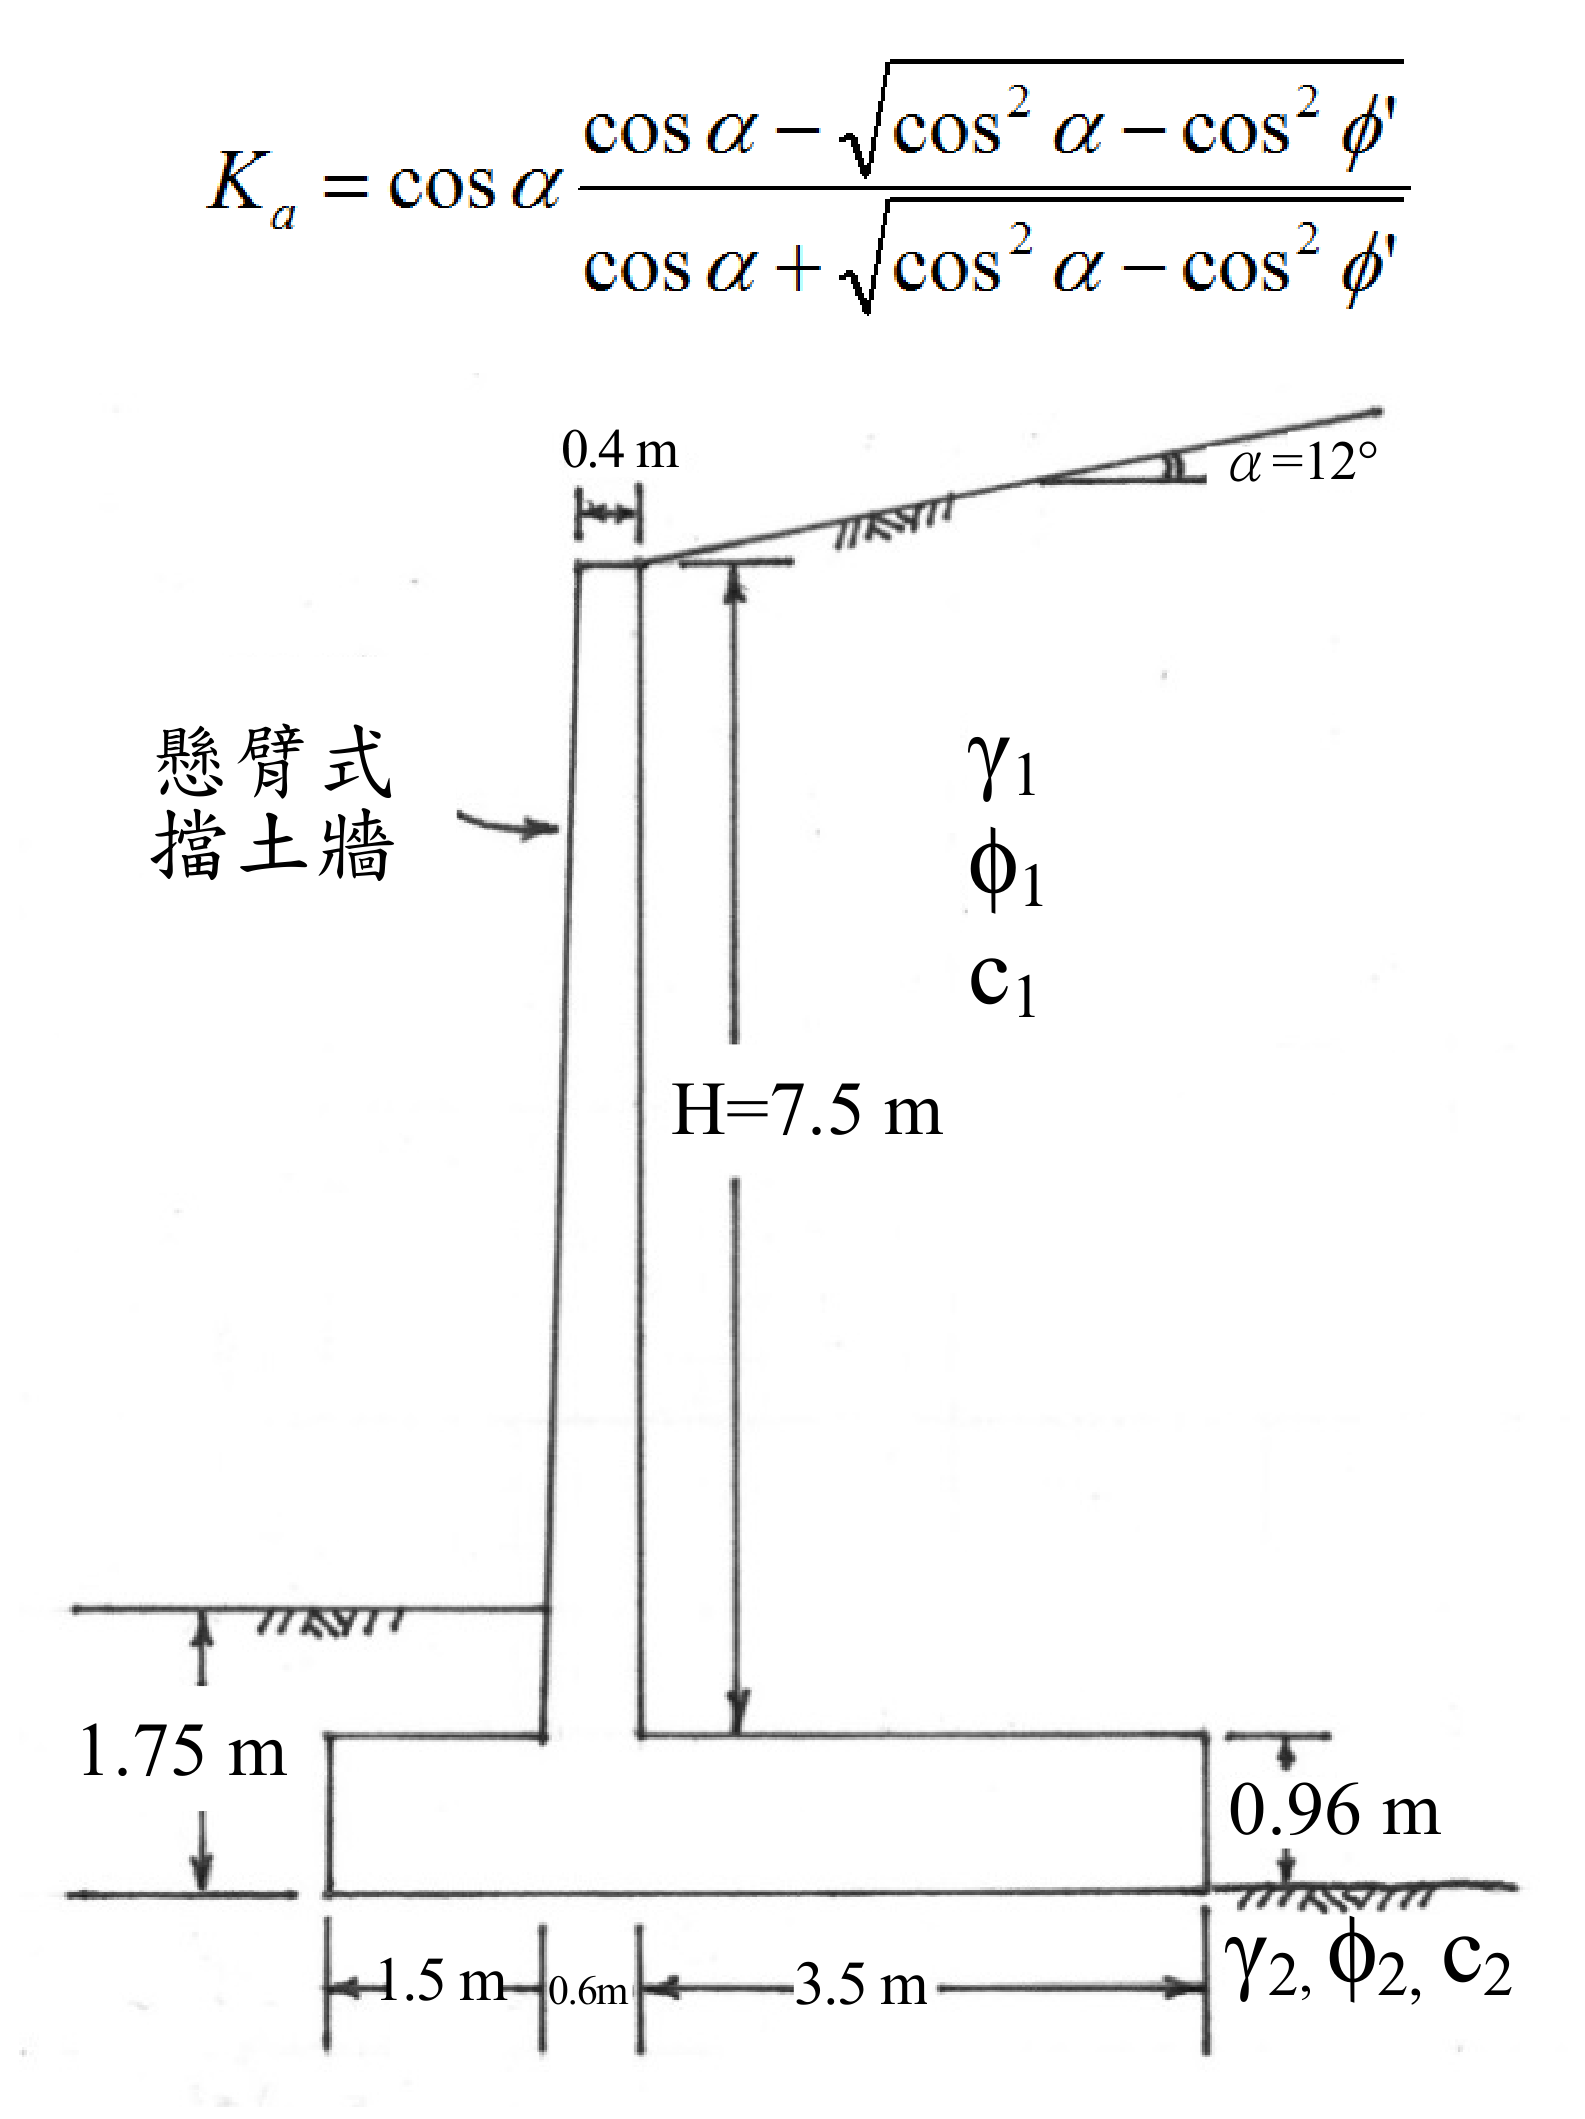 K_a = cos α (cos α − √(cos² α − cos² ϕ')) / (cos α + √(cos² α − cos² ϕ'))
0.4 m
α =12°
懸臂式
擋土牆
γ1
ϕ1
c1
H=7.5 m
1.75 m
0.96 m
γ2, ϕ2, c2
1.5 m
0.6m
3.5 m